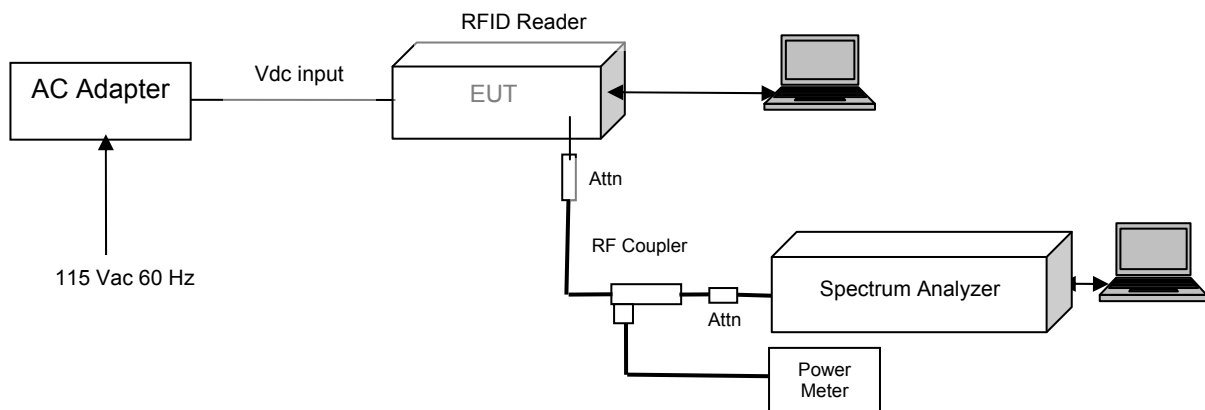 RFID Reader
AC Adapter
Vdc input
EUT
Attn
RF Coupler
115 Vac 60 Hz
Spectrum Analyzer
Attn
Power
Meter